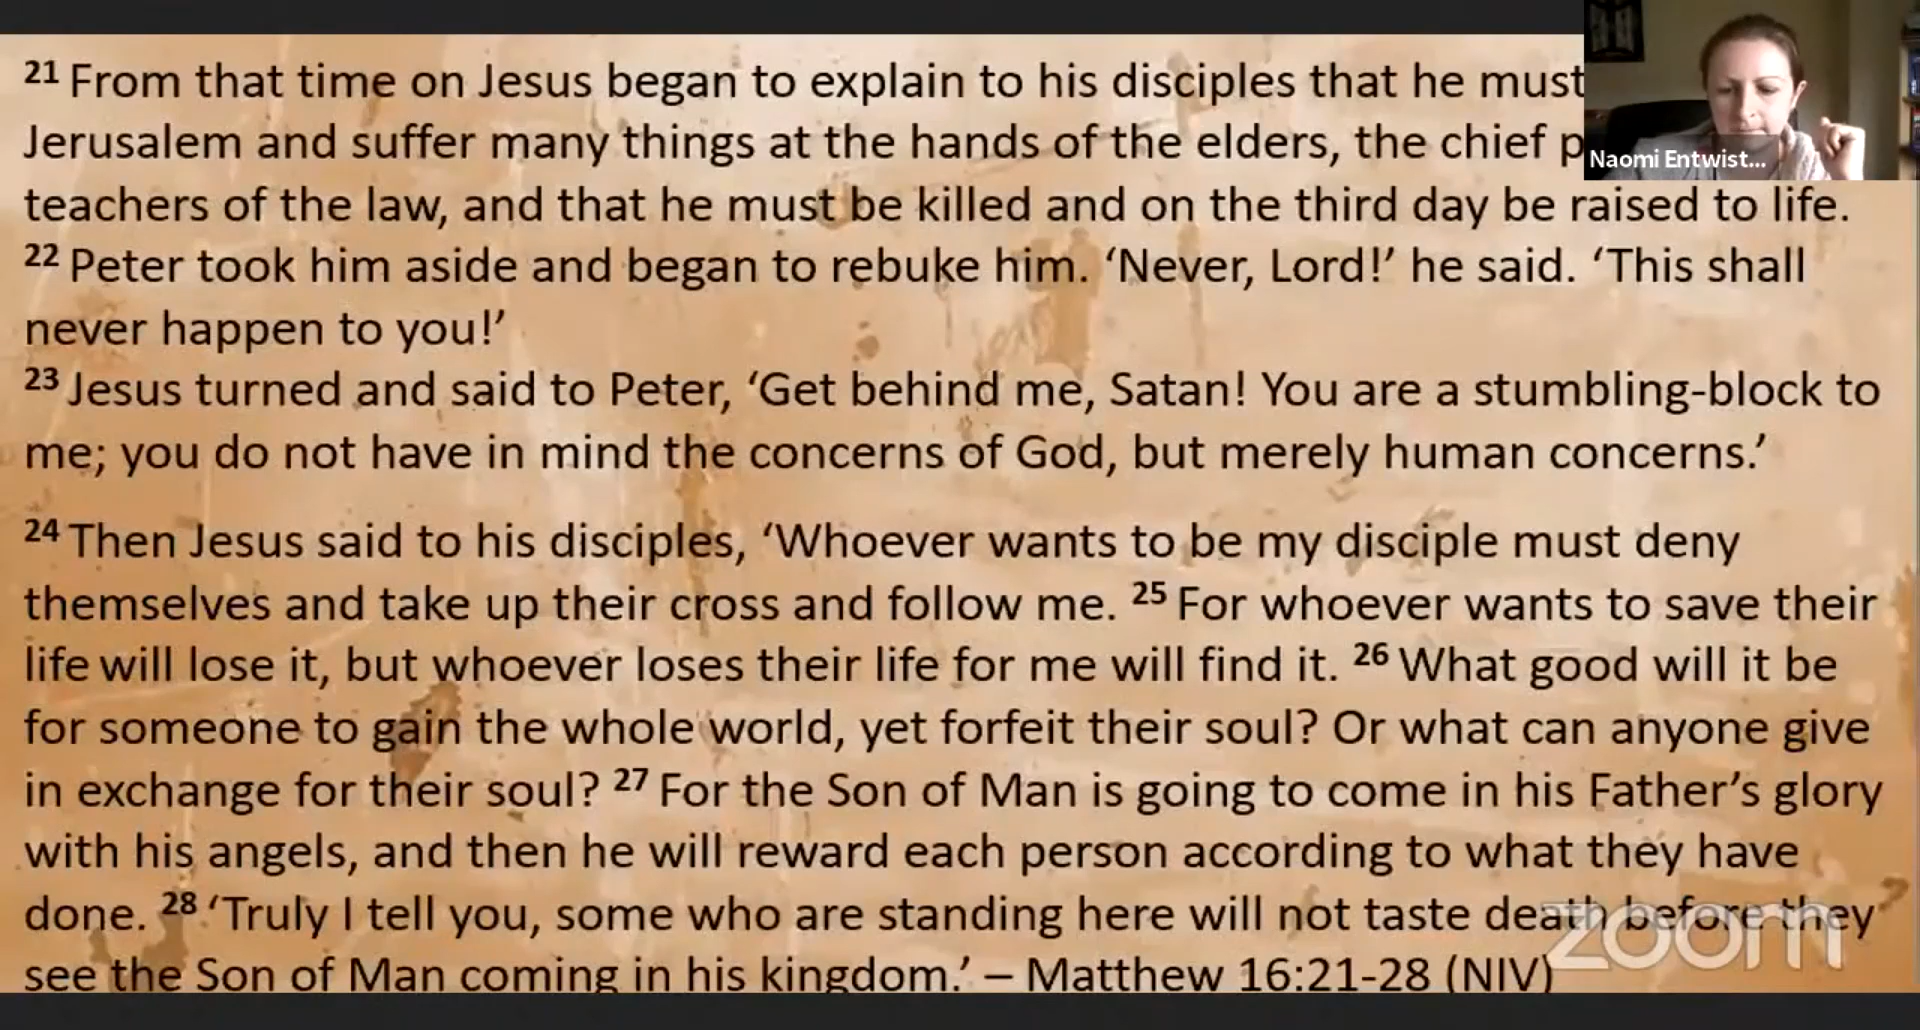 21 From that time on Jesus began to explain to his disciples that he must
Jerusalem and suffer many things at the hands of the elders, the chief p
teachers of the law, and that he must be killed and on the third day be raised to life.
22 Peter took him aside and began to rebuke him. ‘Never, Lord!’ he said. ‘This shall
never happen to you!’
23 Jesus turned and said to Peter, ‘Get behind me, Satan! You are a stumbling-block to
me; you do not have in mind the concerns of God, but merely human concerns.’
24 Then Jesus said to his disciples, ‘Whoever wants to be my disciple must deny
themselves and take up their cross and follow me. 25 For whoever wants to save their
life will lose it, but whoever loses their life for me will find it. 26 What good will it be
for someone to gain the whole world, yet forfeit their soul? Or what can anyone give
in exchange for their soul? 27 For the Son of Man is going to come in his Father’s glory
with his angels, and then he will reward each person according to what they have
done. 28 ‘Truly I tell you, some who are standing here will not taste death before they
see the Son of Man coming in his kingdom.’ – Matthew 16:21-28 (NIV)
Naomi Entwist...
zoom